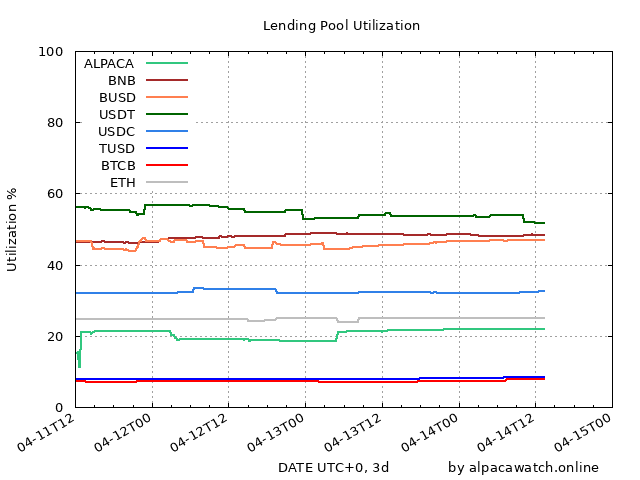 Lending Pool Utilization
100
80
60
40
20
0
Utilization %
ALPACA
BNB
BUSD
USDT
USDC
TUSD
BTCB
ETH
04-11T12
04-12T00
04-12T12
04-13T00
04-13T12
04-14T00
04-14T12
04-15T00
DATE UTC+0, 3d
by alpacawatch.online